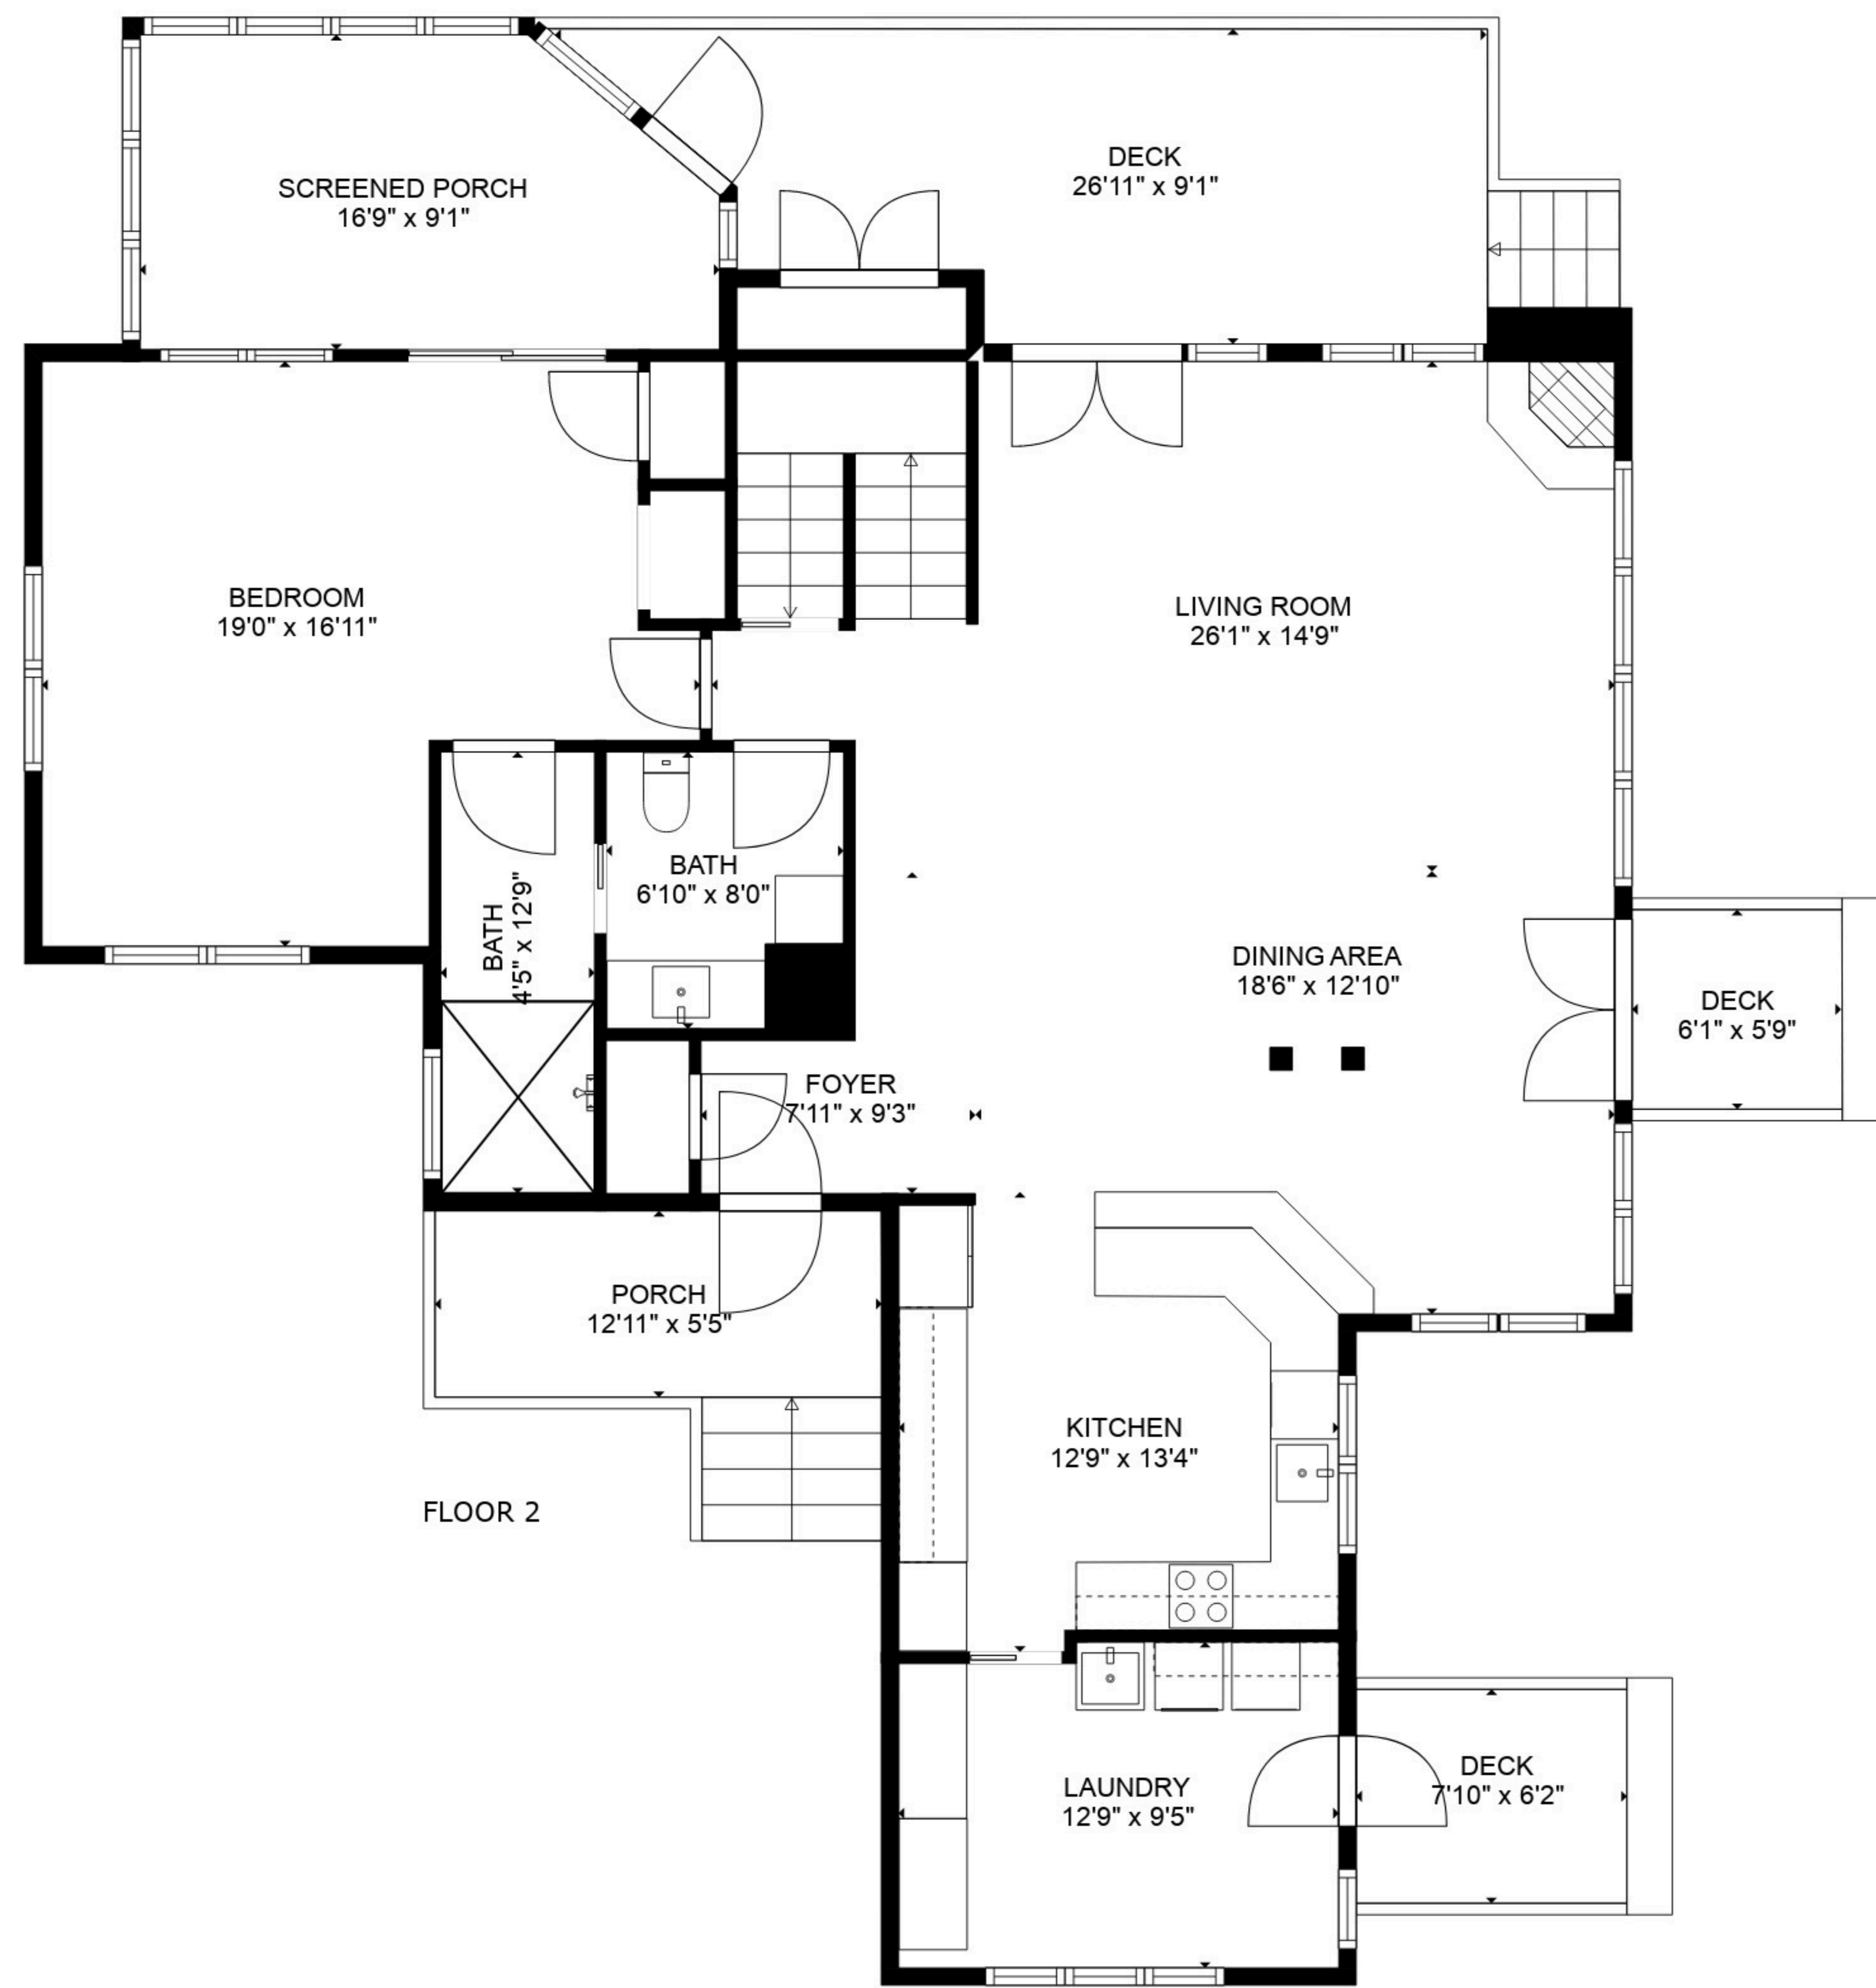 SCREENED PORCH
16'9" x 9'1"
DECK
26'11" x 9'1"
BEDROOM
19'0" x 16'11"
LIVING ROOM
26'1" x 14'9"
BATH
4'5" x 12'9"
BATH
6'10" x 8'0"
DINING AREA
18'6" x 12'10"
DECK
6'1" x 5'9"
FOYER
7'11" x 9'3"
PORCH
12'11" x 5'5"
KITCHEN
12'9" x 13'4"
FLOOR 2
LAUNDRY
12'9" x 9'5"
DECK
7'10" x 6'2"